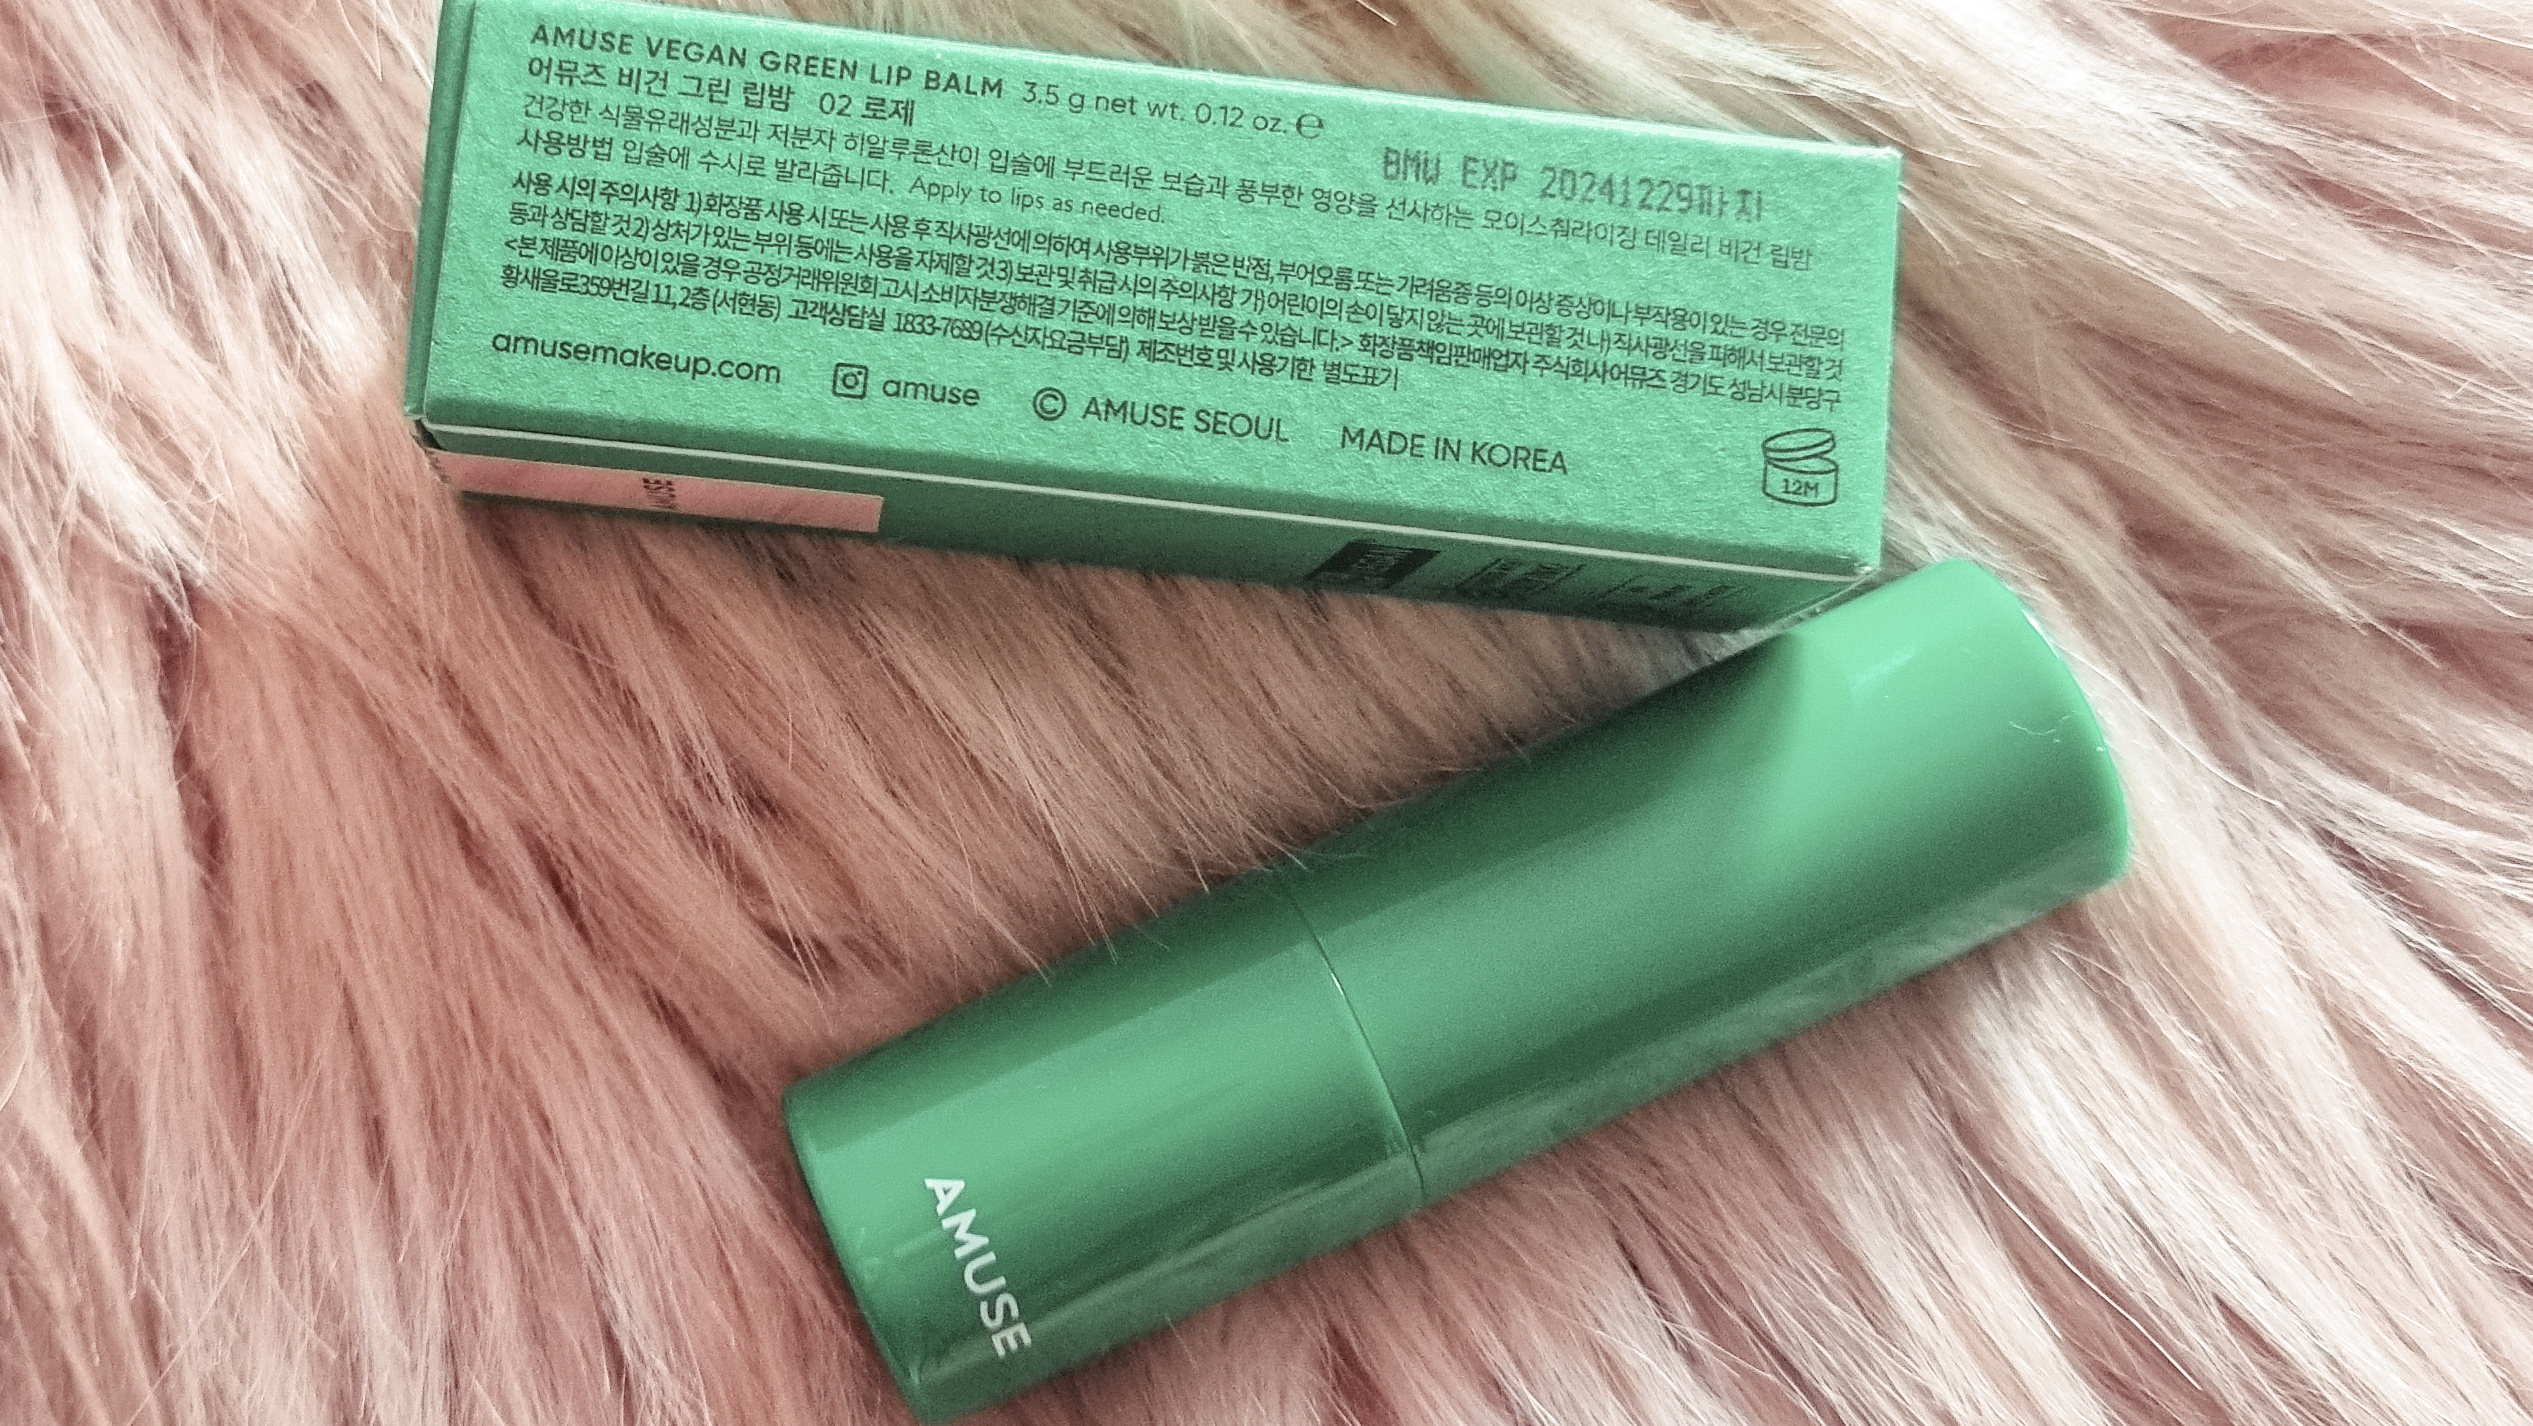 AMUSE VEGAN GREEN LIP BALM 3.5 g net wt. 0.12 oz. ℮
어뮤즈 비건 그린 립밤 02 로제
BMW EXP 20241229까지
건강한 식물유래성분과 저분자 히알루론산이 입술에 부드러운 보습과 풍부한 영양을 선사하는 모이스춰라이징 데일리 비건 립밤
사용방법 입술에 수시로 발라줍니다. Apply to lips as needed.
사용 시의 주의사항 1) 화장품 사용 시 또는 사용 후 직사광선에 의하여 사용부위가 붉은 반점, 부어오름 또는 가려움증 등의 이상 증상이나 부작용이 있는 경우 전문의
등과 상담할 것 2) 상처가 있는 부위 등에는 사용을 자제할 것 3) 보관 및 취급 시의 주의사항 가) 어린이의 손이 닿지 않는 곳에 보관할 것 나) 직사광선을 피해서 보관할 것
<본 제품에 이상이 있을 경우 공정거래위원회 고시 소비자분쟁해결 기준에 의해 보상 받을 수 있습니다.> 화장품책임판매업자 주식회사 어뮤즈 경기도 성남시 분당구
황새울로359번길 11, 2층 (서현동) 고객상담실 1833-7689 (수신자요금부담) 제조번호 및 사용기한 별도표기
amusemakeup.com amuse © AMUSE SEOUL MADE IN KOREA
12M
AMUSE
AMUSE